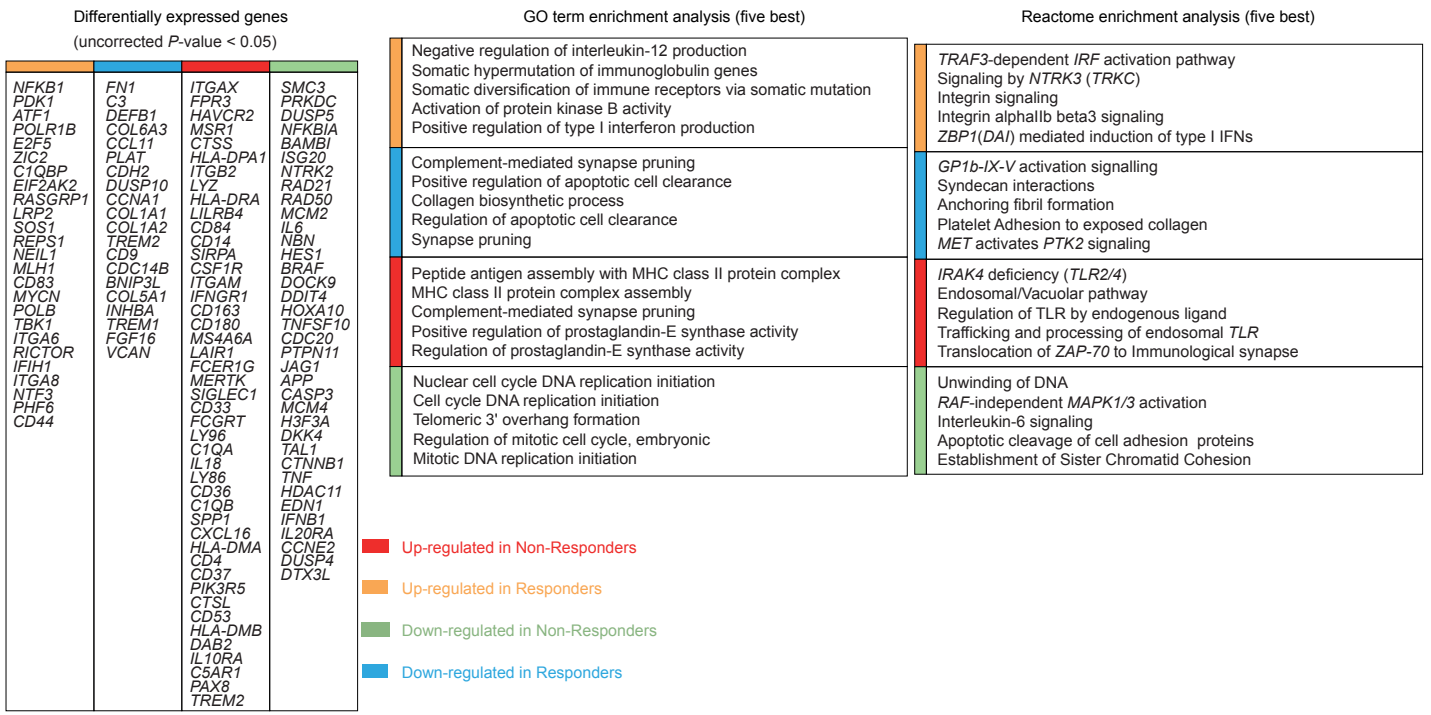 Differentially expressed genes
(uncorrected P-value < 0.05)
NFKB1
PDK1
ATF1
POLR1B
E2F5
ZIC2
C1QBP
EIF2AK2
RASGRP1
LRP2
SOS1
REPS1
NEIL1
MLH1
CD83
MYCN
POLB
TBK1
ITGA6
RICTOR
IFIH1
ITGA8
NTF3
PHF6
CD44
FN1
C3
DEFB1
COL6A3
CCL11
PLAT
CDH2
DUSP10
CCNA1
COL1A1
COL1A2
TREM2
CD9
CDC14B
BNIP3L
COL5A1
INHBA
TREM1
FGF16
VCAN
ITGAX
FPR3
HAVCR2
MSR1
CTSS
HLA-DPA1
ITGB2
LYZ
HLA-DRA
LILRB4
CD84
CD14
SIRPA
CSF1R
ITGAM
IFNGR1
CD163
CD180
MS4A6A
LAIR1
FCER1G
MERTK
SIGLEC1
CD33
FCGRT
LY96
C1QA
IL18
LY86
CD36
C1QB
SPP1
CXCL16
HLA-DMA
CD4
CD37
PIK3R5
CTSL
CD53
HLA-DMB
DAB2
IL10RA
C5AR1
PAX8
TREM2
SMC3
PRKDC
DUSP5
NFKBIA
BAMBI
ISG20
NTRK2
RAD21
RAD50
MCM2
IL6
NBN
HES1
BRAF
DOCK9
DDIT4
HOXA10
TNFSF10
CDC20
PTPN11
JAG1
APP
CASP3
MCM4
H3F3A
DKK4
TAL1
CTNNB1
TNF
HDAC11
EDN1
IFNB1
IL20RA
CCNE2
DUSP4
DTX3L
GO term enrichment analysis (five best)
Negative regulation of interleukin-12 production
Somatic hypermutation of immunoglobulin genes
Somatic diversification of immune receptors via somatic mutation
Activation of protein kinase B activity
Positive regulation of type I interferon production
Complement-mediated synapse pruning
Positive regulation of apoptotic cell clearance
Collagen biosynthetic process
Regulation of apoptotic cell clearance
Synapse pruning
Peptide antigen assembly with MHC class II protein complex
MHC class II protein complex assembly
Complement-mediated synapse pruning
Positive regulation of prostaglandin-E synthase activity
Regulation of prostaglandin-E synthase activity
Nuclear cell cycle DNA replication initiation
Cell cycle DNA replication initiation
Telomeric 3' overhang formation
Regulation of mitotic cell cycle, embryonic
Mitotic DNA replication initiation
Reactome enrichment analysis (five best)
TRAF3-dependent IRF activation pathway
Signaling by NTRK3 (TRKC)
Integrin signaling
Integrin alphaIIb beta3 signaling
ZBP1(DAI) mediated induction of type I IFNs
GP1b-IX-V activation signalling
Syndecan interactions
Anchoring fibril formation
Platelet Adhesion to exposed collagen
MET activates PTK2 signaling
IRAK4 deficiency (TLR2/4)
Endosomal/Vacuolar pathway
Regulation of TLR by endogenous ligand
Trafficking and processing of endosomal TLR
Translocation of ZAP-70 to Immunological synapse
Unwinding of DNA
RAF-independent MAPK1/3 activation
Interleukin-6 signaling
Apoptotic cleavage of cell adhesion proteins
Establishment of Sister Chromatid Cohesion
Up-regulated in Non-Responders
Up-regulated in Responders
Down-regulated in Non-Responders
Down-regulated in Responders